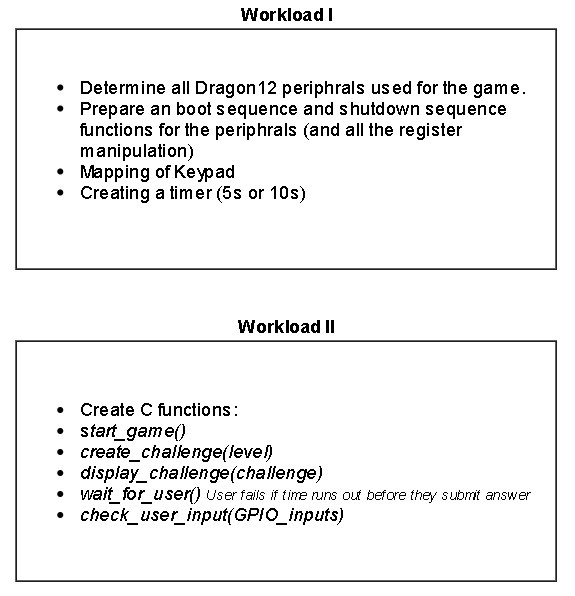 Workload I
• Determine all Dragon12 periphrals used for the game.
• Prepare an boot sequence and shutdown sequence
functions for the periphrals (and all the register
manipulation)
• Mapping of Keypad
• Creating a timer (5s or 10s)
Workload II
• Create C functions:
• start_game()
• create_challenge(level)
• display_challenge(challenge)
• wait_for_user() User fails if time runs out before they submit answer
• check_user_input(GPIO_inputs)